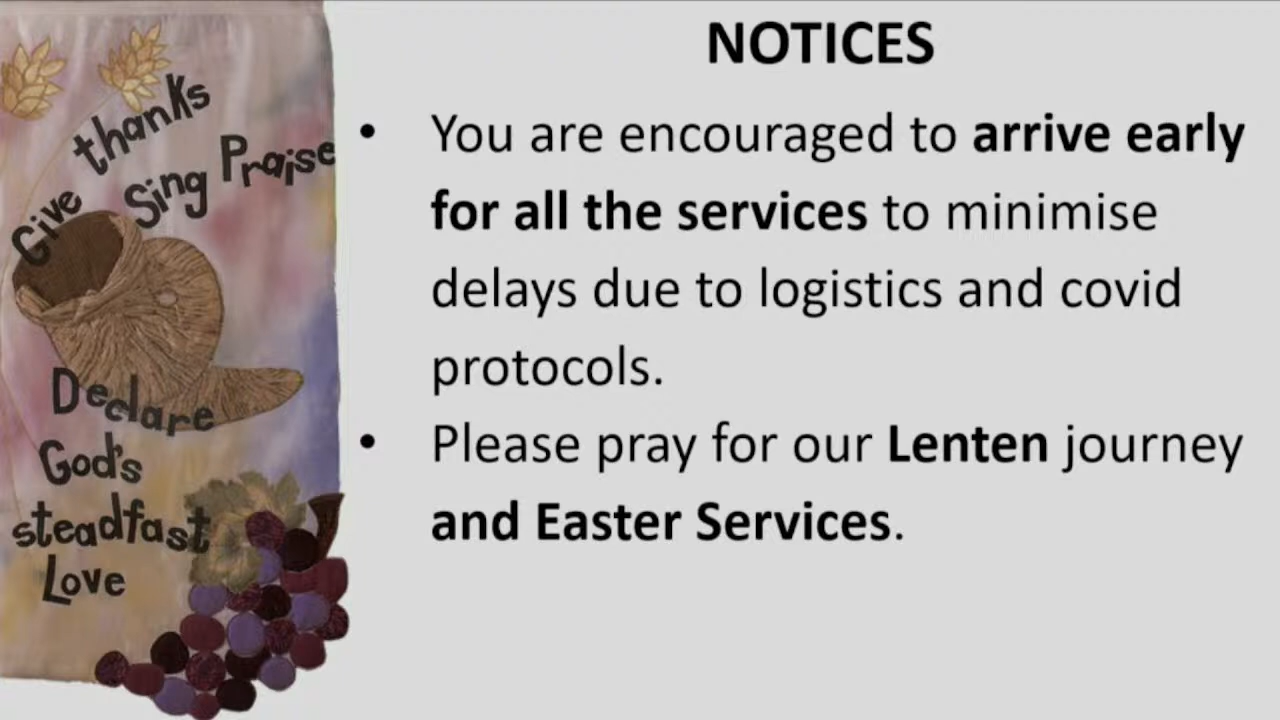 Give thanks
Sing Praise
Declare
God's
steadfast
Love
NOTICES
• You are encouraged to arrive early
for all the services to minimise
delays due to logistics and covid
protocols.
• Please pray for our Lenten journey
and Easter Services.